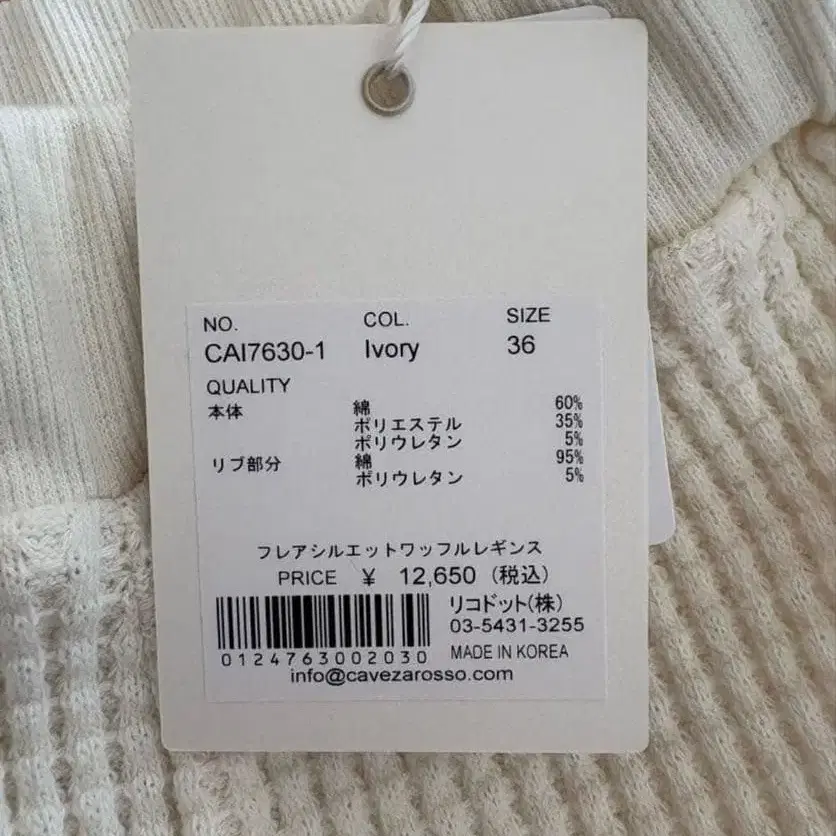 NO. COL. SIZE
CAI7630-1 Ivory 36
QUALITY
本体 綿 60%
ポリエステル 35%
ポリウレタン 5%
リブ部分 綿 95%
ポリウレタン 5%
フレアシルエットワッフルレギンス
PRICE ¥ 12,650 (税込)
リコドット(株)
03-5431-3255
0124763002030 MADE IN KOREA
info@cavezarosso.com